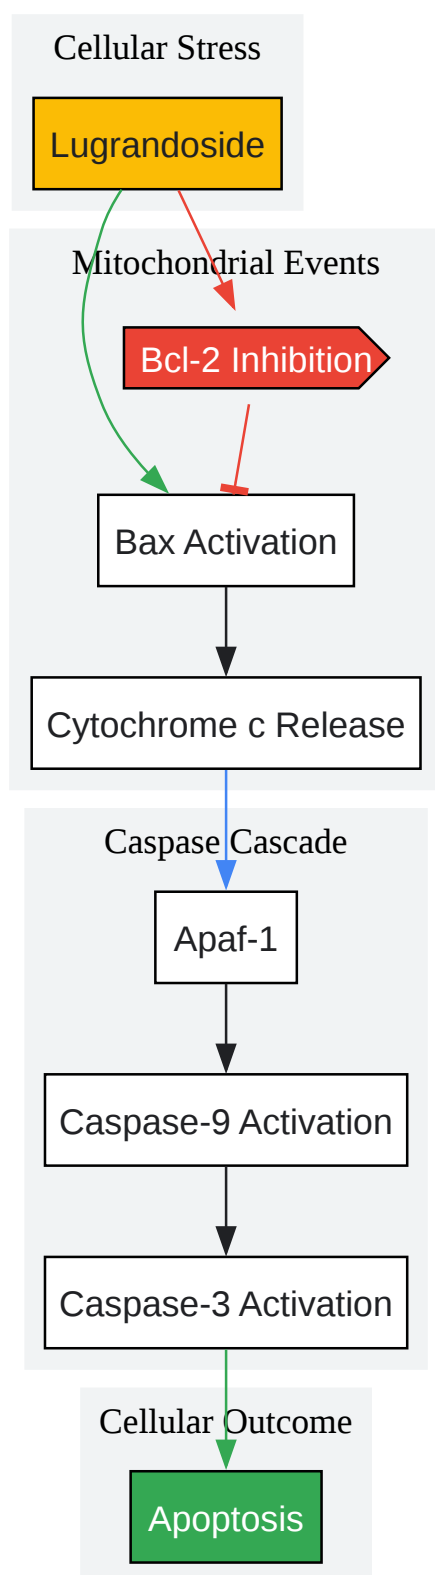 Cellular Stress
Lugrandoside
Mitochondrial Events
Bcl-2 Inhibition
Bax Activation
Cytochrome c Release
Caspase Cascade
Apaf-1
Caspase-9 Activation
Caspase-3 Activation
Cellular Outcome
Apoptosis